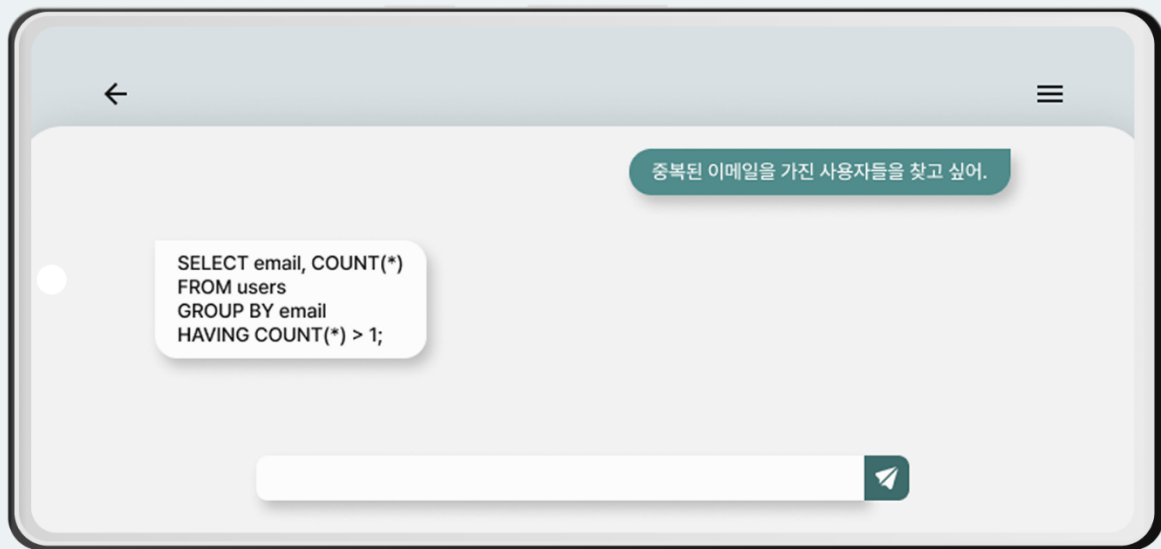 중복된 이메일을 가진 사용자들을 찾고 싶어.
SELECT email, COUNT(*)
FROM users
GROUP BY email
HAVING COUNT(*) > 1;